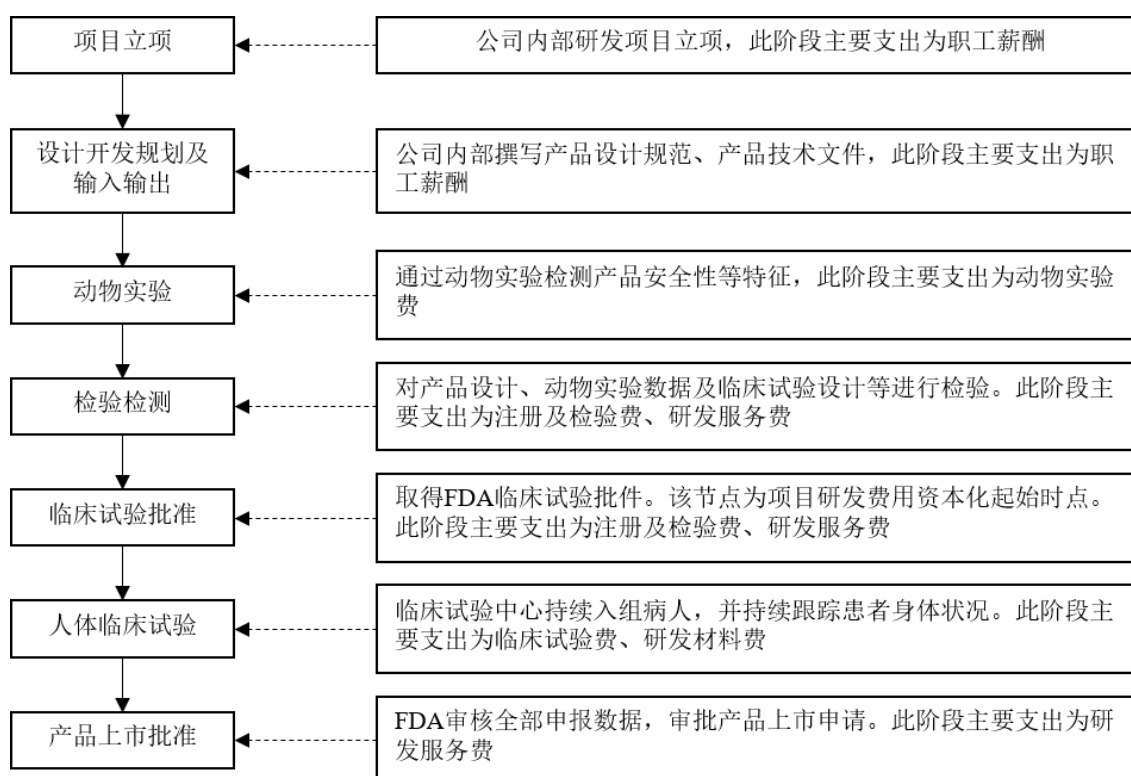 项目立项
公司内部研发项目立项，此阶段主要支出为职工薪酬
设计开发规划及
输入输出
公司内部撰写产品设计规范、产品技术文件，此阶段主要支出为职
工薪酬
动物实验
通过动物实验检测产品安全性等特征，此阶段主要支出为动物实验
费
检验检测
对产品设计、动物实验数据及临床试验设计等进行检验。此阶段主
要支出为注册及检验费、研发服务费
临床试验批准
取得FDA临床试验批件。该节点为项目研发费用资本化起始时点。
此阶段主要支出为注册及检验费、研发服务费
人体临床试验
临床试验中心持续入组病人，并持续跟踪患者身体状况。此阶段主
要支出为临床试验费、研发材料费
产品上市批准
FDA审核全部申报数据，审批产品上市申请。此阶段主要支出为研
发服务费